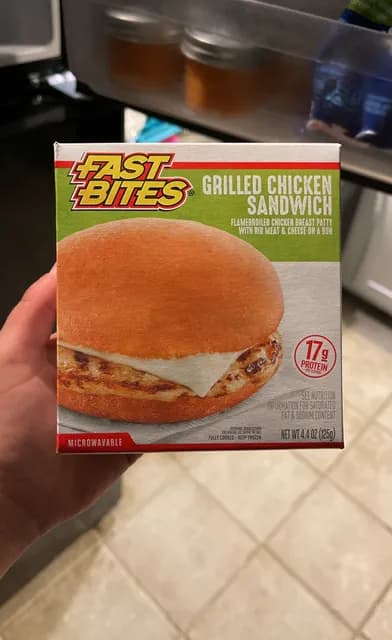 FAST
BITES®
GRILLED CHICKEN
SANDWICH
FLAMEBROILED CHICKEN BREAST PATTY
WITH RIB MEAT & CHEESE ON A BUN
17g
PROTEIN
SEE NUTRITION
INFORMATION FOR SATURATED
FAT & SODIUM CONTENT
MICROWAVABLE
FULLY COOKED - KEEP FROZEN
NET WT 4.4 OZ (125g)